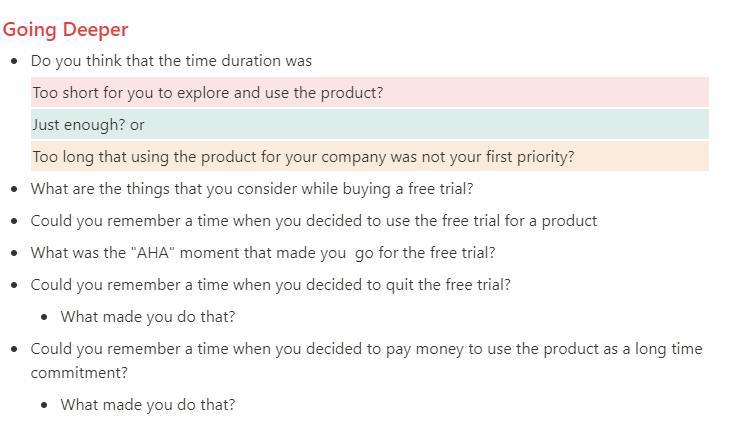 Going Deeper
Do you think that the time duration was
Too short for you to explore and use the product?
Just enough? or
Too long that using the product for your company was not your first priority?
What are the things that you consider while buying a free trial?
Could you remember a time when you decided to use the free trial for a product
What was the "AHA" moment that made you  go for the free trial?
Could you remember a time when you decided to quit the free trial?
What made you do that?
Could you remember a time when you decided to pay money to use the product as a long time
commitment?
What made you do that?